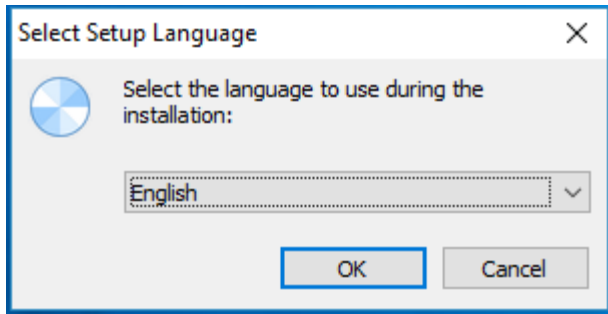 Select Setup Language
Select the language to use during the
installation:
English
OK
Cancel